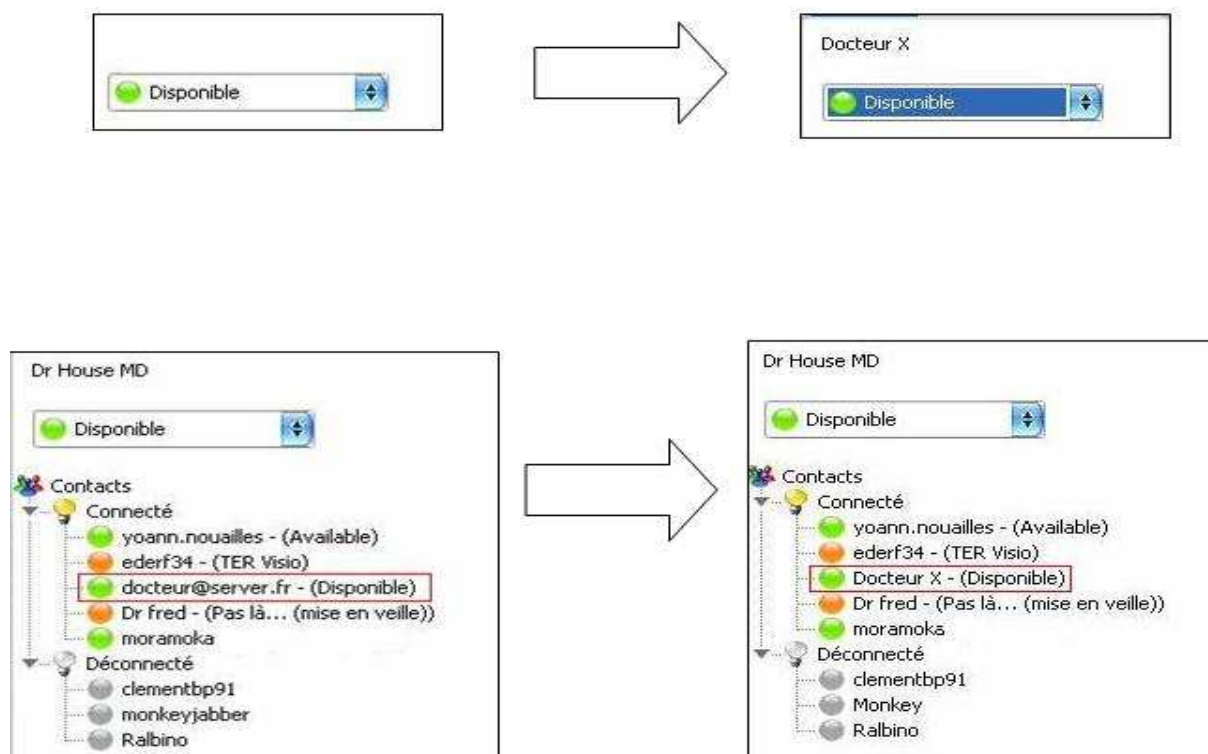 Disponible
Docteur X
Disponible
Dr House MD
Disponible
Contacts
Connecté
yoann.nouailles - (Available)
ederf34 - (TER Visio)
docteur@server.fr - (Disponible)
Dr fred - (Pas là... (mise en veille))
moramoka
Déconnecté
clementbp91
monkeyjabber
Ralbino
Dr House MD
Disponible
Contacts
Connecté
yoann.nouailles - (Available)
ederf34 - (TER Visio)
Docteur X - (Disponible)
Dr fred - (Pas là... (mise en veille))
moramoka
Déconnecté
clementbp91
Monkey
Ralbino